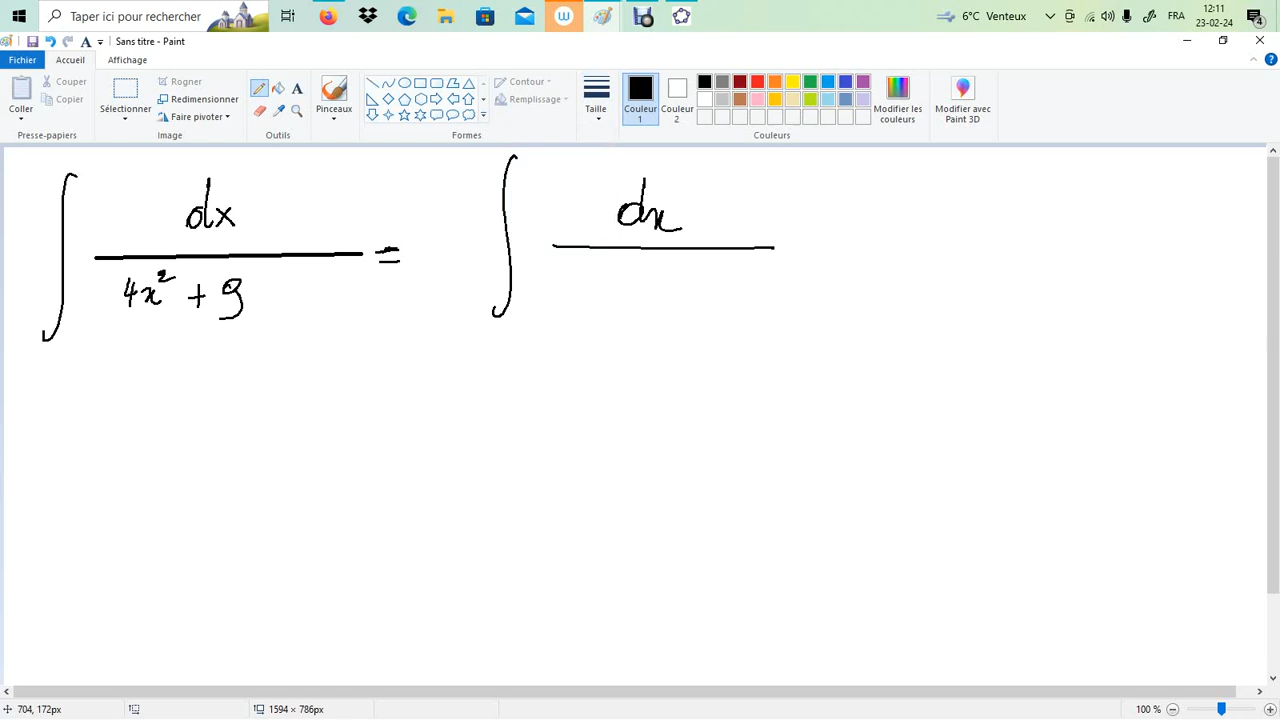 Taper ici pour rechercher
6°C Venteux
FRA
12:11
23-02-24
4
Sans titre - Paint
Fichier
Accueil
Affichage
Coller
Couper
Copier
Presse-papiers
Sélectionner
Rogner
Redimensionner
Faire pivoter
Image
A
Outils
Pinceaux
Contour
Remplissage
Formes
Taille
Couleur 1
Couleur 2
Modifier les couleurs
Couleurs
Modifier avec Paint 3D
∫ dx / 4x² + 9 = ∫ dx
704, 172px
1594 × 786px
100 %